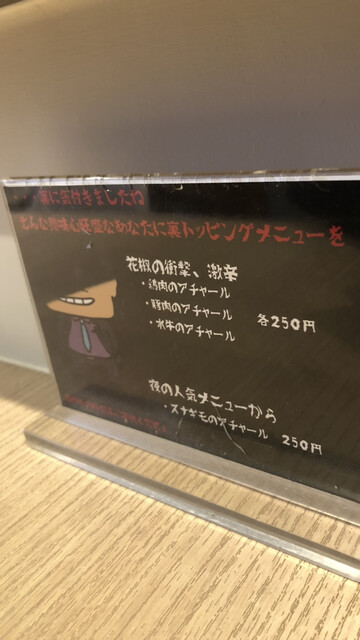 裏に気付きましたね
そんな興味心旺盛なあなたに裏トッピングメニューを
花椒の衝撃、激辛
・鶏肉のアチャール
・豚肉のアチャール
・水牛のアチャール
各250円
夜の人気メニューから
・スナギモのアチャール 250円